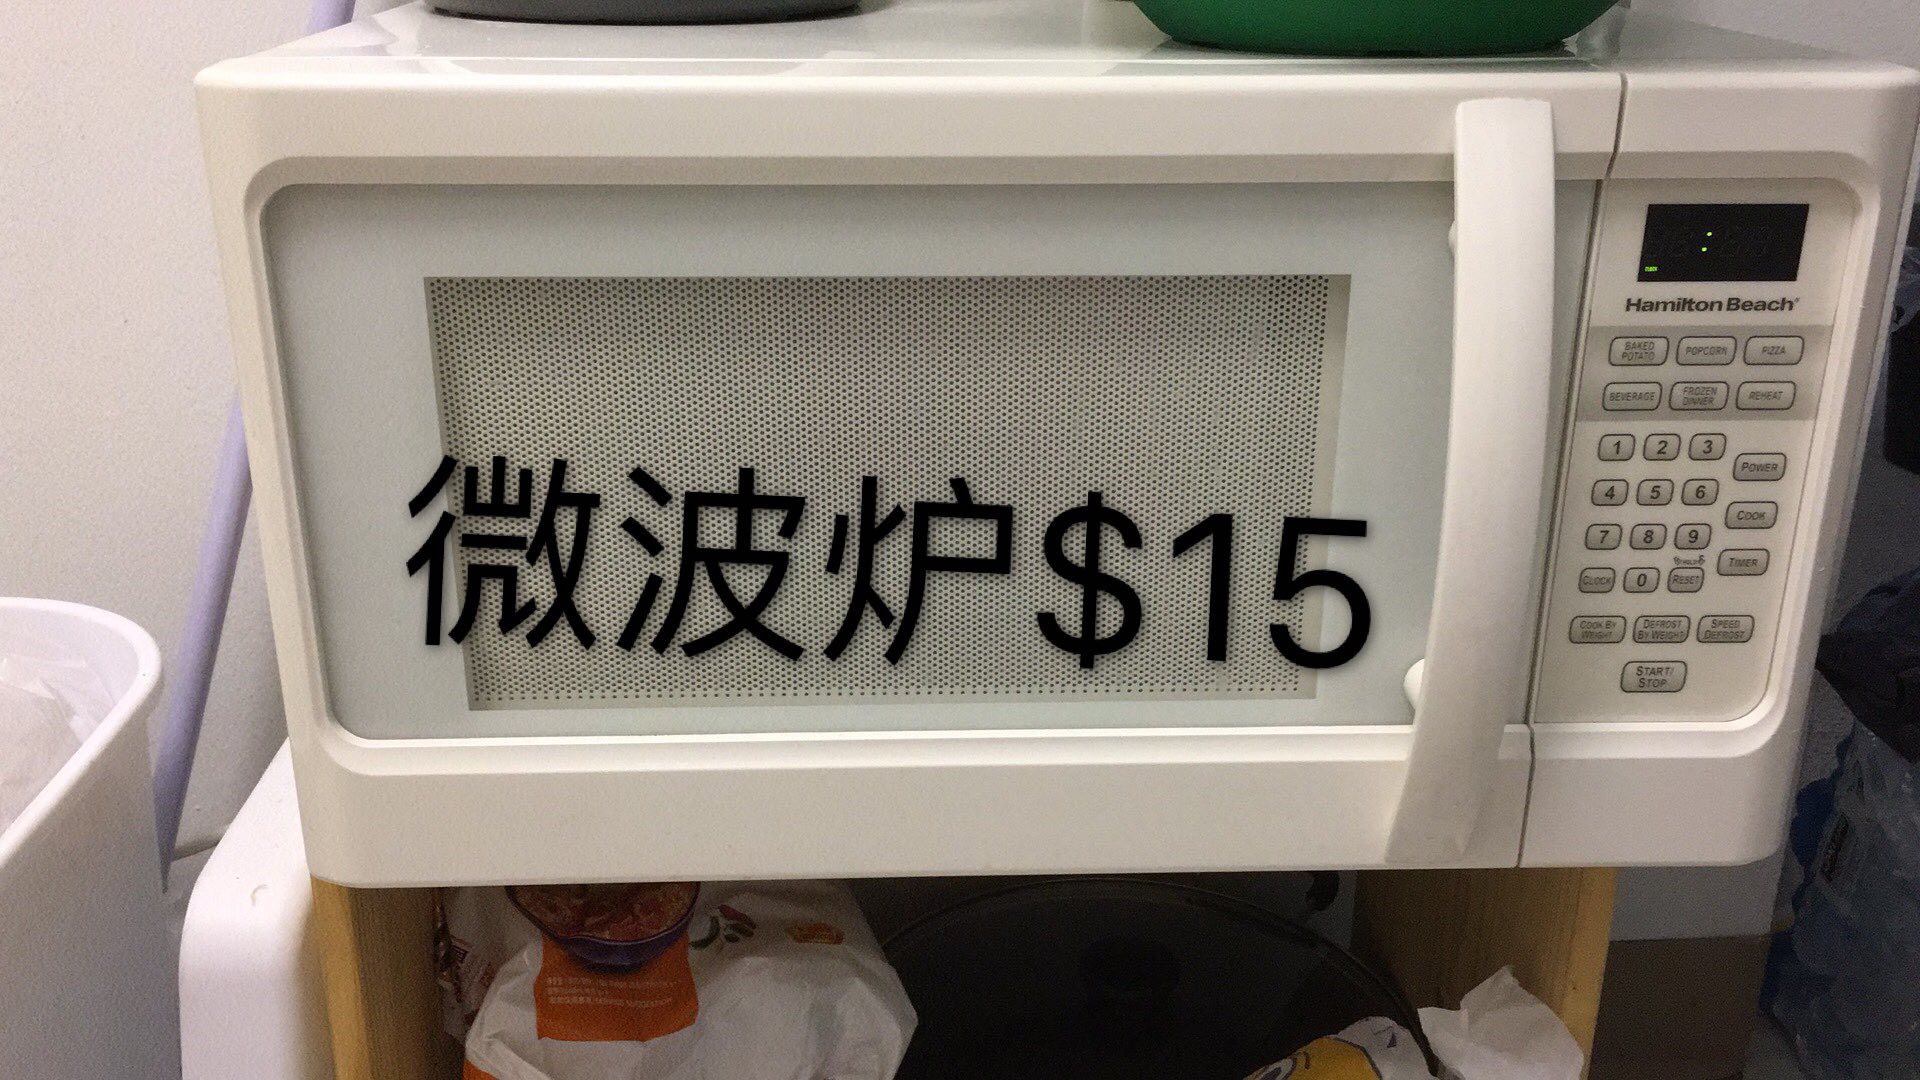 微波炉$15
CLOCK
Hamilton Beach
BAKED POTATO
POPCORN
PIZZA
BEVERAGE
FROZEN DINNER
REHEAT
1 2 3
POWER
4 5 6
COOK
7 8 9
TIMER
HOLD
CLOCK
0
RESET
COOK BY WEIGHT
DEFROST BY WEIGHT
SPEED DEFROST
START/
STOP